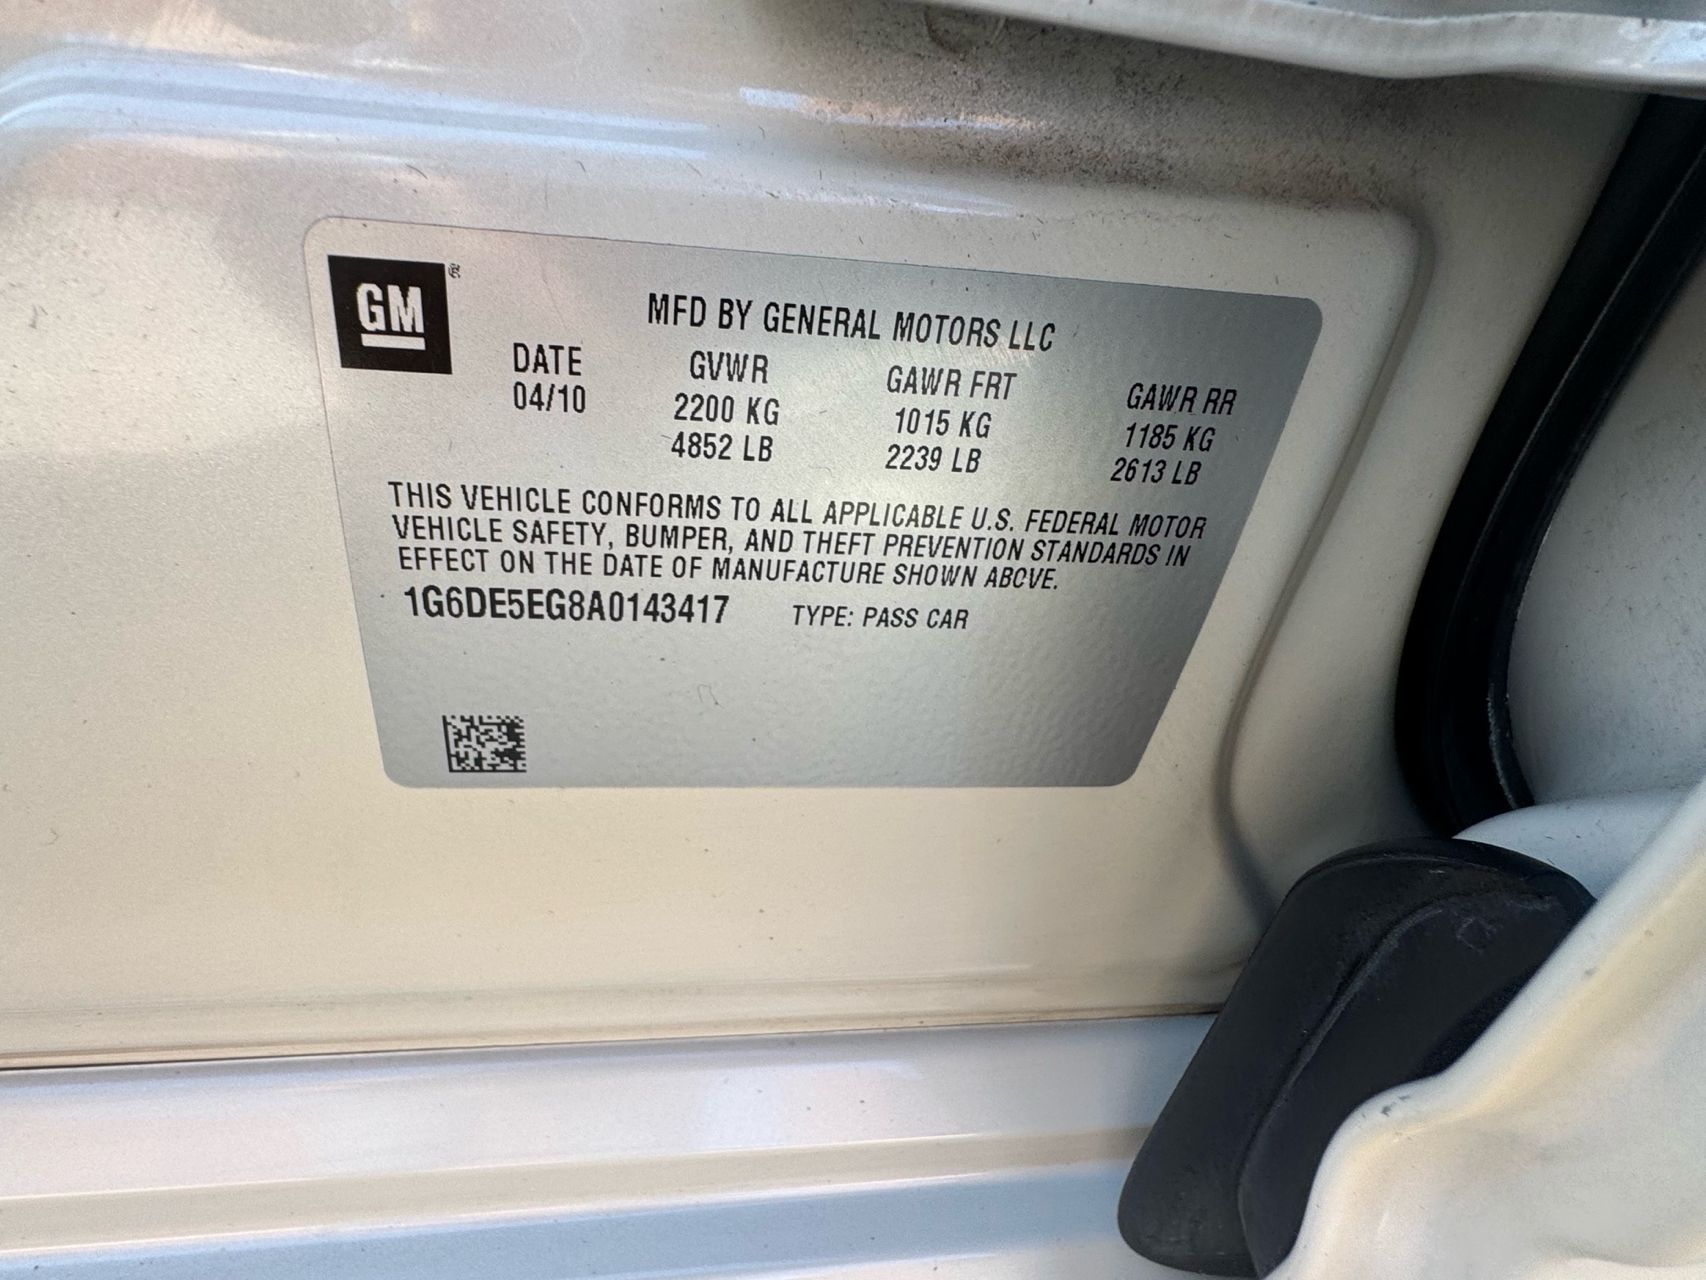 GM®
MFD BY GENERAL MOTORS LLC
DATE GVWR GAWR FRT GAWR RR
04/10 2200 KG 1015 KG 1185 KG
4852 LB 2239 LB 2613 LB
THIS VEHICLE CONFORMS TO ALL APPLICABLE U.S. FEDERAL MOTOR
VEHICLE SAFETY, BUMPER, AND THEFT PREVENTION STANDARDS IN
EFFECT ON THE DATE OF MANUFACTURE SHOWN ABOVE.
1G6DE5EG8A0143417 TYPE: PASS CAR